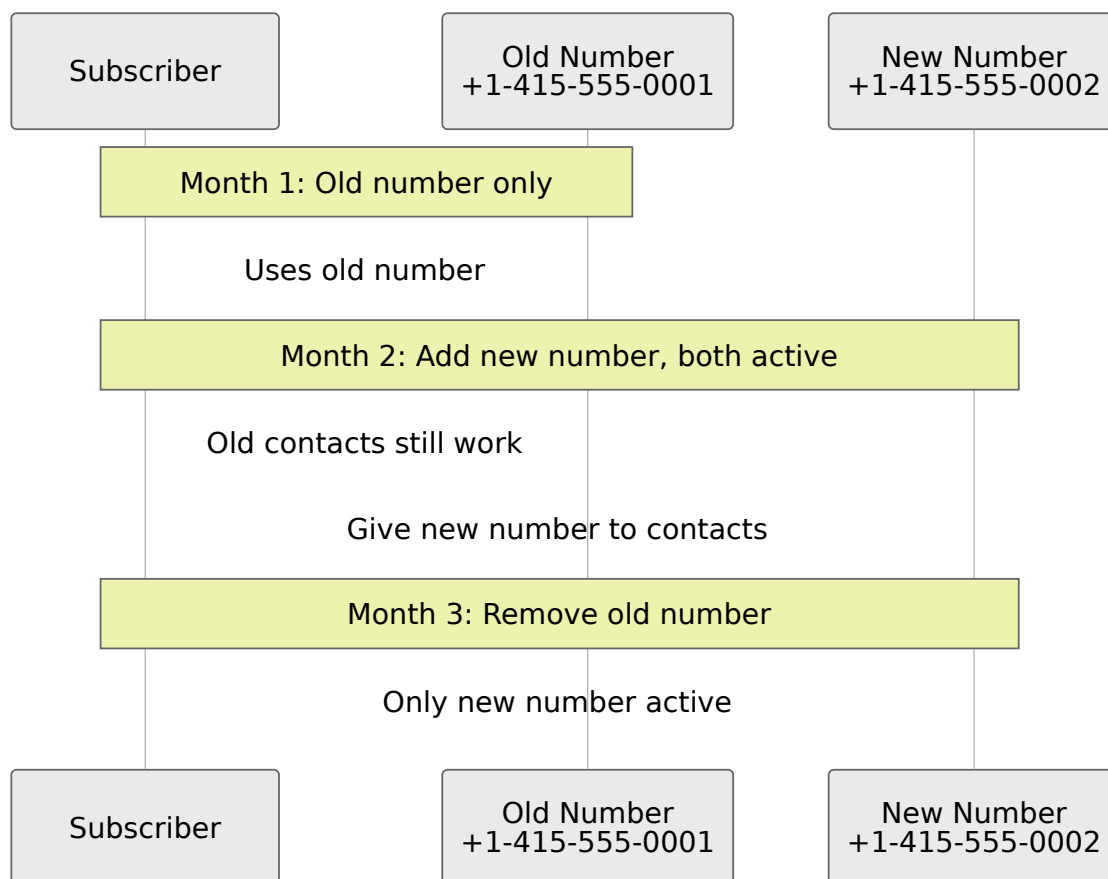 Subscriber
Old Number
+1-415-555-0001
New Number
+1-415-555-0002
Month 1: Old number only
Uses old number
Month 2: Add new number, both active
Old contacts still work
Give new number to contacts
Month 3: Remove old number
Only new number active
Subscriber
Old Number
+1-415-555-0001
New Number
+1-415-555-0002